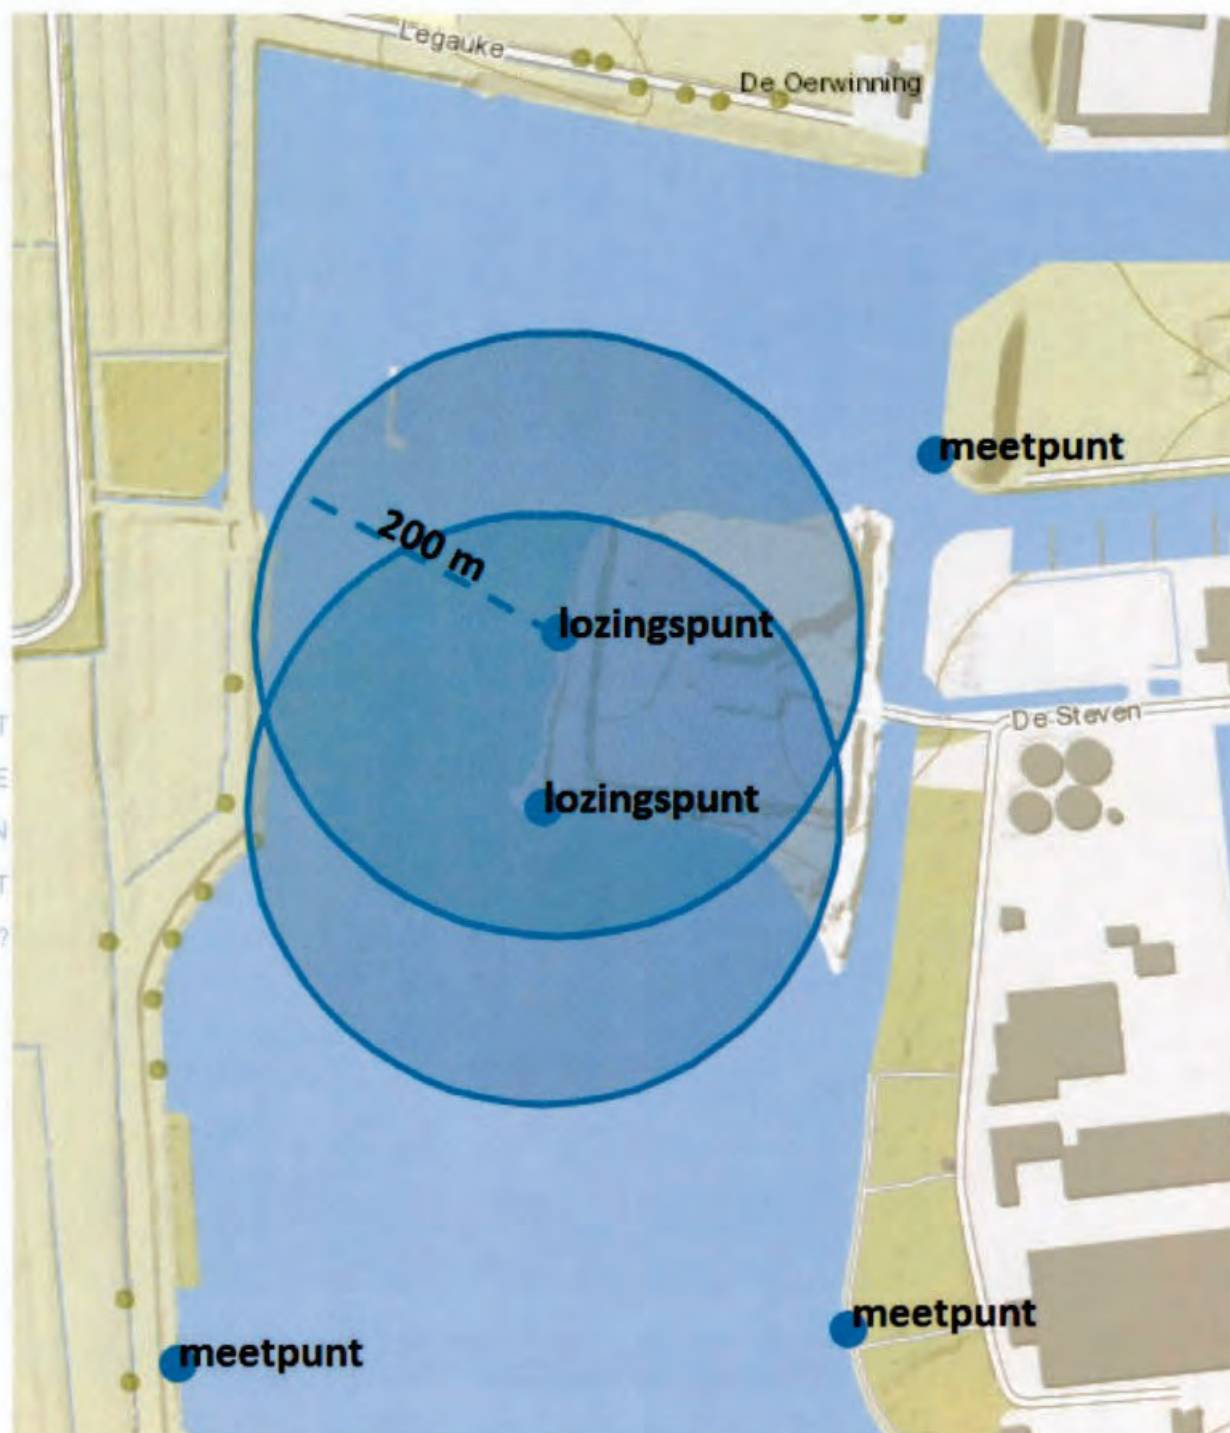 Legauke
De Oerwinning
meetpunt
200 m
lozingspunt
De Steven
lozingspunt
T
E
N
T
?
meetpunt
meetpunt